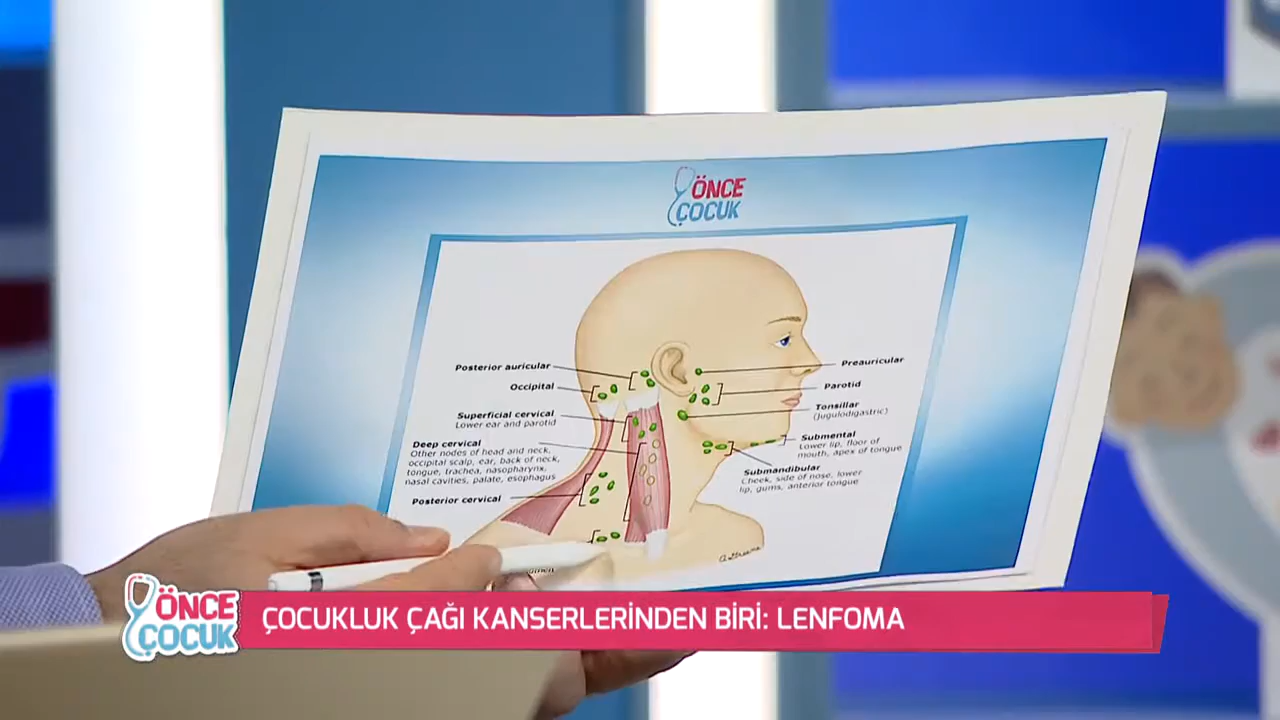 ÖNCE
ÇOCUK
Posterior auricular
Occipital
Superficial cervical
Lower ear and parotid
Deep cervical
Other nodes of head and neck,
occipital scalp, ear, back of neck,
tongue, trachea, nasopharynx,
nasal cavities, palate, esophagus
Posterior cervical
Preauricular
Parotid
Tonsillar
(jugulodigastric)
Submental
Lower lip, floor of
mouth, apex of tongue
Submandibular
Cheek, side of nose, lower
lip, gums, anterior tongue
ÖNCE
ÇOCUK
ÇOCUKLUK ÇAĞI KANSERLERİNDEN BİRİ: LENFOMA